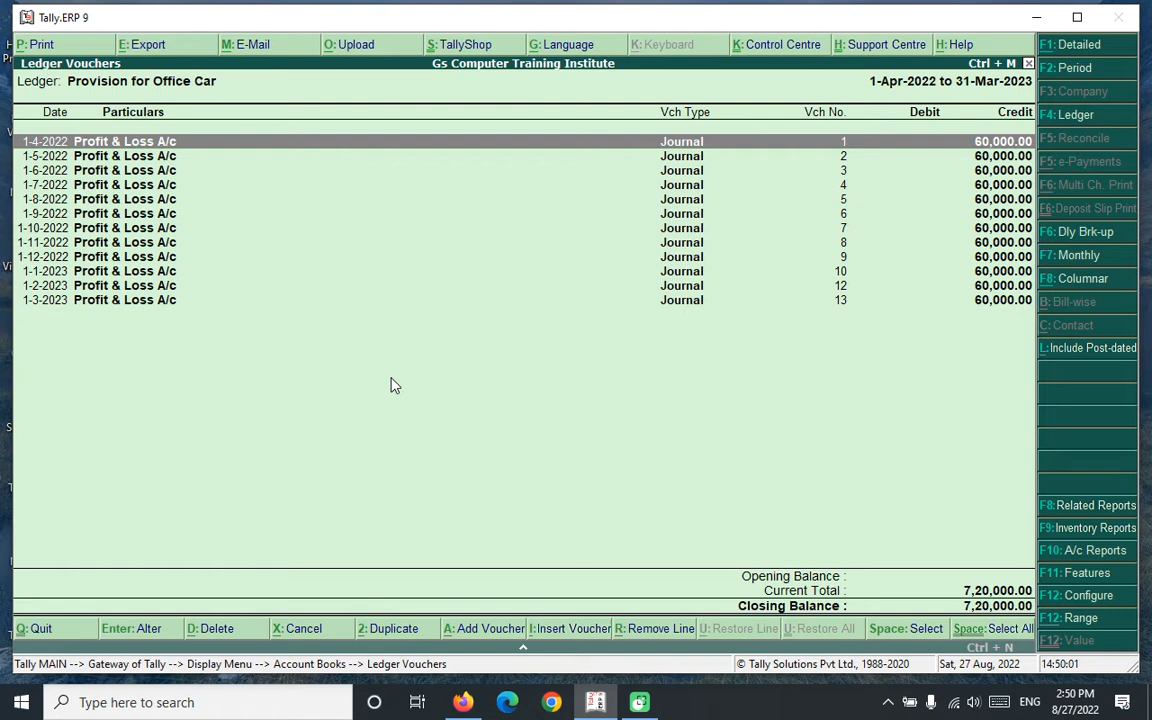 Tally.ERP 9
P: Print E: Export M: E-Mail O: Upload S: TallyShop G: Language K: Keyboard K: Control Centre H: Support Centre H: Help
Ledger Vouchers Gs Computer Training Institute Ctrl + M
Ledger: Provision for Office Car 1-Apr-2022 to 31-Mar-2023
Date Particulars Vch Type Vch No. Debit Credit
1-4-2022 Profit & Loss A/c Journal 1 60,000.00
1-5-2022 Profit & Loss A/c Journal 2 60,000.00
1-6-2022 Profit & Loss A/c Journal 3 60,000.00
1-7-2022 Profit & Loss A/c Journal 4 60,000.00
1-8-2022 Profit & Loss A/c Journal 5 60,000.00
1-9-2022 Profit & Loss A/c Journal 6 60,000.00
1-10-2022 Profit & Loss A/c Journal 7 60,000.00
1-11-2022 Profit & Loss A/c Journal 8 60,000.00
1-12-2022 Profit & Loss A/c Journal 9 60,000.00
1-1-2023 Profit & Loss A/c Journal 10 60,000.00
1-2-2023 Profit & Loss A/c Journal 12 60,000.00
1-3-2023 Profit & Loss A/c Journal 13 60,000.00
Opening Balance :
Current Total : 7,20,000.00
Closing Balance : 7,20,000.00
F1: Detailed
F2: Period
F3: Company
F4: Ledger
F5: Reconcile
F5: e-Payments
F6: Multi Ch. Print
F6: Deposit Slip Print
F6: Dly Brk-up
F7: Monthly
F8: Columnar
B: Bill-wise
C: Contact
L: Include Post-dated
F8: Related Reports
F9: Inventory Reports
F10: A/c Reports
F11: Features
F12: Configure
F12: Range
F12: Value
Q: Quit Enter: Alter D: Delete X: Cancel 2: Duplicate A: Add Voucher I: Insert Voucher R: Remove Line U: Restore Line U: Restore All Space: Select Space: Select All
Ctrl + N
Tally MAIN --> Gateway of Tally --> Display Menu --> Account Books --> Ledger Vouchers © Tally Solutions Pvt Ltd., 1988-2020 Sat, 27 Aug, 2022 14:50:01
Type here to search ENG 2:50 PM
8/27/2022